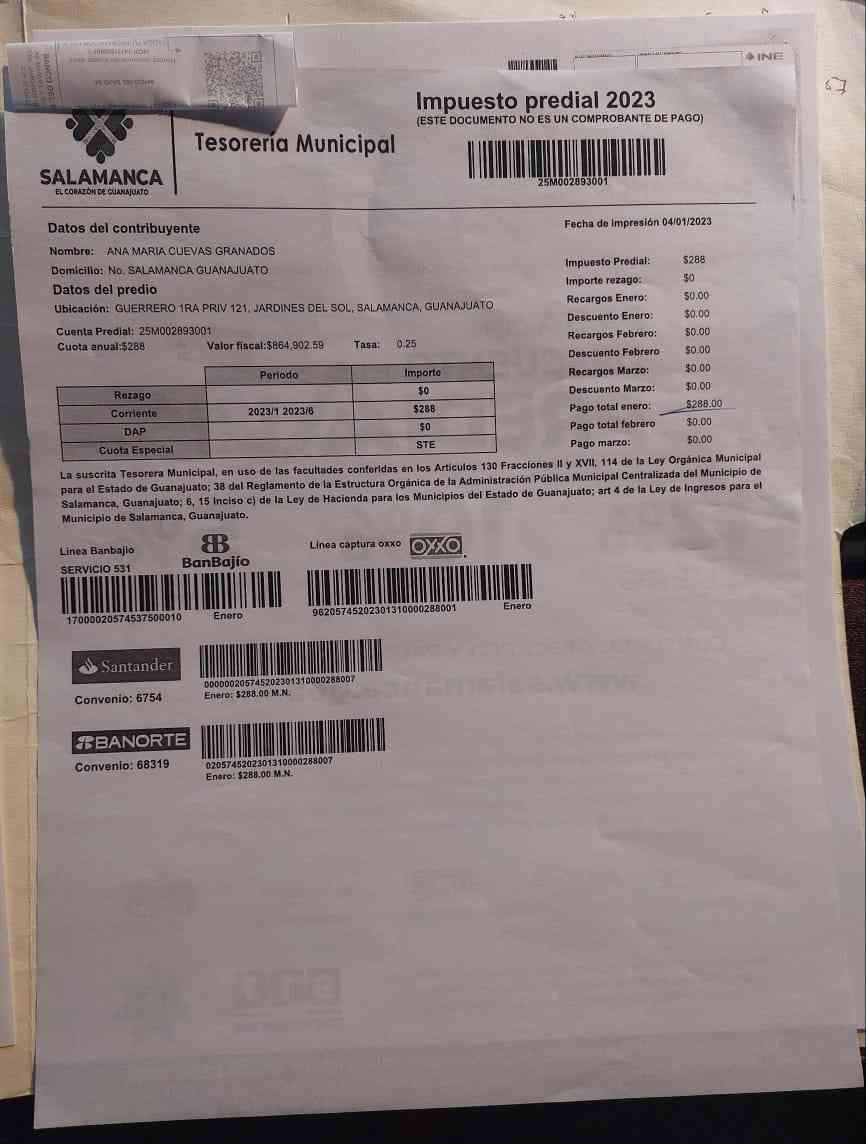 INE
Impuesto predial 2023
(ESTE DOCUMENTO NO ES UN COMPROBANTE DE PAGO)
Tesorería Municipal
25M002893001
SALAMANCA
EL CORAZÓN DE GUANAJUATO
Fecha de impresión 04/01/2023
Datos del contribuyente
Nombre: ANA MARIA CUEVAS GRANADOS
Domicilio: No. SALAMANCA GUANAJUATO
Datos del predio
Ubicación: GUERRERO 1RA PRIV 121, JARDINES DEL SOL, SALAMANCA, GUANAJUATO
Cuenta Predial: 25M002893001
Cuota anual:$288 Valor fiscal:$864,902.59 Tasa: 0.25
Impuesto Predial: $288
Importe rezago: $0
Recargos Enero: $0.00
Descuento Enero: $0.00
Recargos Febrero: $0.00
Descuento Febrero $0.00
Recargos Marzo: $0.00
Descuento Marzo: $0.00
Pago total enero: $288.00
Pago total febrero $0.00
Pago marzo: $0.00
Periodo Importe
Rezago $0
Corriente 2023/1 2023/6 $288
DAP $0
Cuota Especial STE
La suscrita Tesorera Municipal, en uso de las facultades conferidas en los Artículos 130 Fracciones II y XVII, 114 de la Ley Orgánica Municipal
para el Estado de Guanajuato; 38 del Reglamento de la Estructura Orgánica de la Administración Pública Municipal Centralizada del Municipio de
Salamanca, Guanajuato; 6, 15 Inciso c) de la Ley de Hacienda para los Municipios del Estado de Guanajuato; art 4 de la Ley de Ingresos para el
Municipio de Salamanca, Guanajuato.
Linea Banbajio
BanBajío
SERVICIO 531
17000020574537500010 Enero
Línea captura oxxo OXXO
96205745202301310000288001 Enero
Santander
Convenio: 6754
000000205745202301310000288007
Enero: $288.00 M.N.
BANORTE
Convenio: 68319
0205745202301310000288007
Enero: $288.00 M.N.